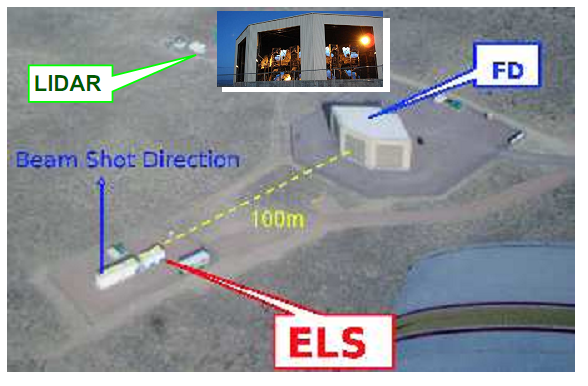 FD
LIDAR
Beam Shot Direction
100m
ELS